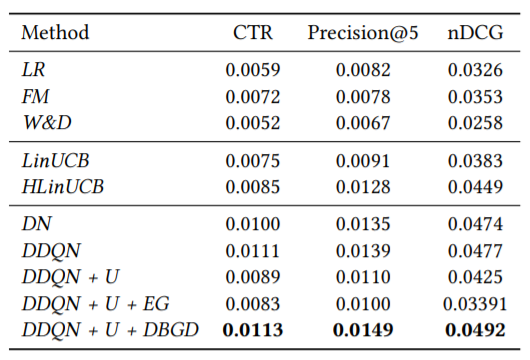 Method CTR Precision@5 nDCG
LR 0.0059 0.0082 0.0326
FM 0.0072 0.0078 0.0353
W&D 0.0052 0.0067 0.0258
LinUCB 0.0075 0.0091 0.0383
HLinUCB 0.0085 0.0128 0.0449
DN 0.0100 0.0135 0.0474
DDQN 0.0111 0.0139 0.0477
DDQN + U 0.0089 0.0110 0.0425
DDQN + U + EG 0.0083 0.0100 0.03391
DDQN + U + DBGD 0.0113 0.0149 0.0492